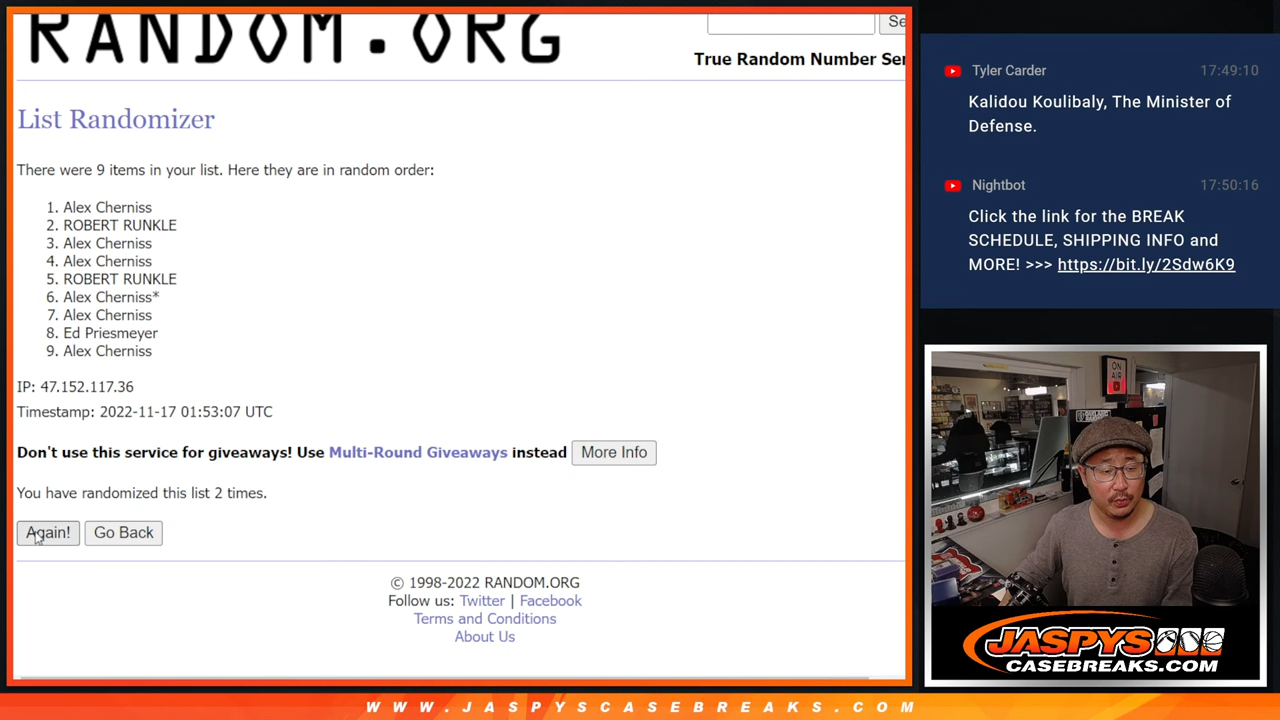 RANDOM.ORG
Se
True Random Number Ser
List Randomizer
There were 9 items in your list. Here they are in random order:
1. Alex Cherniss
2. ROBERT RUNKLE
3. Alex Cherniss
4. Alex Cherniss
5. ROBERT RUNKLE
6. Alex Cherniss*
7. Alex Cherniss
8. Ed Priesmeyer
9. Alex Cherniss
IP: 47.152.117.36
Timestamp: 2022-11-17 01:53:07 UTC
Don't use this service for giveaways! Use Multi-Round Giveaways instead More Info
You have randomized this list 2 times.
Again! Go Back
© 1998-2022 RANDOM.ORG
Follow us: Twitter | Facebook
Terms and Conditions
About Us
Tyler Carder 17:49:10
Kalidou Koulibaly, The Minister of
Defense.
Nightbot 17:50:16
Click the link for the BREAK
SCHEDULE, SHIPPING INFO and
MORE! >>> https://bit.ly/2Sdw6K9
ON
AIR
JASPYS
CASEBREAKS.COM
WWW.JASPYSCASEBREAKS.COM